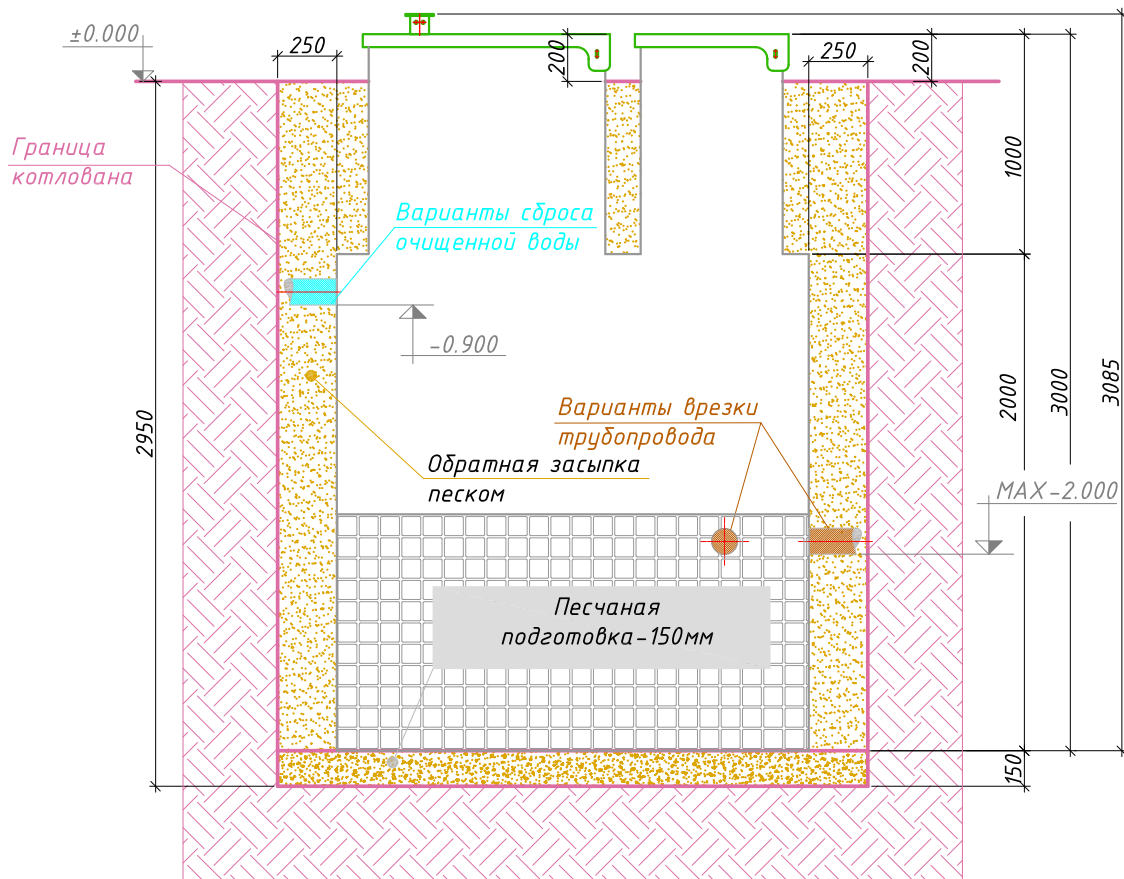 ±0.000
250
200
250
200
3085
Граница
котлована
1000
Варианты сброса
очищенной воды
-0.900
2950
2000
3000
Варианты врезки
трубопровода
Обратная засыпка
песком
MAX-2.000
Песчаная
подготовка-150мм
150